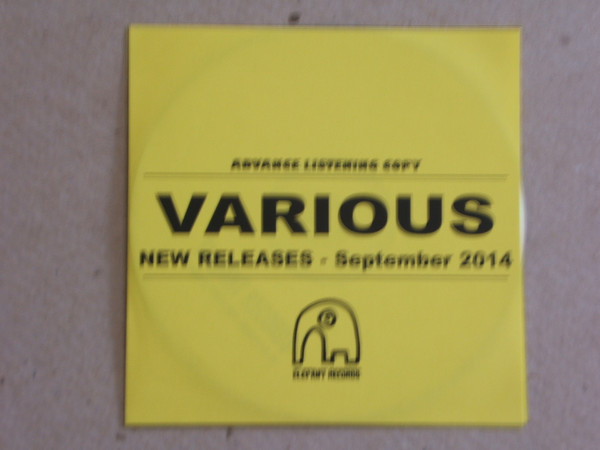 ADVANCE LISTENING COPY
VARIOUS
NEW RELEASES - September 2014
ELEFANT RECORDS